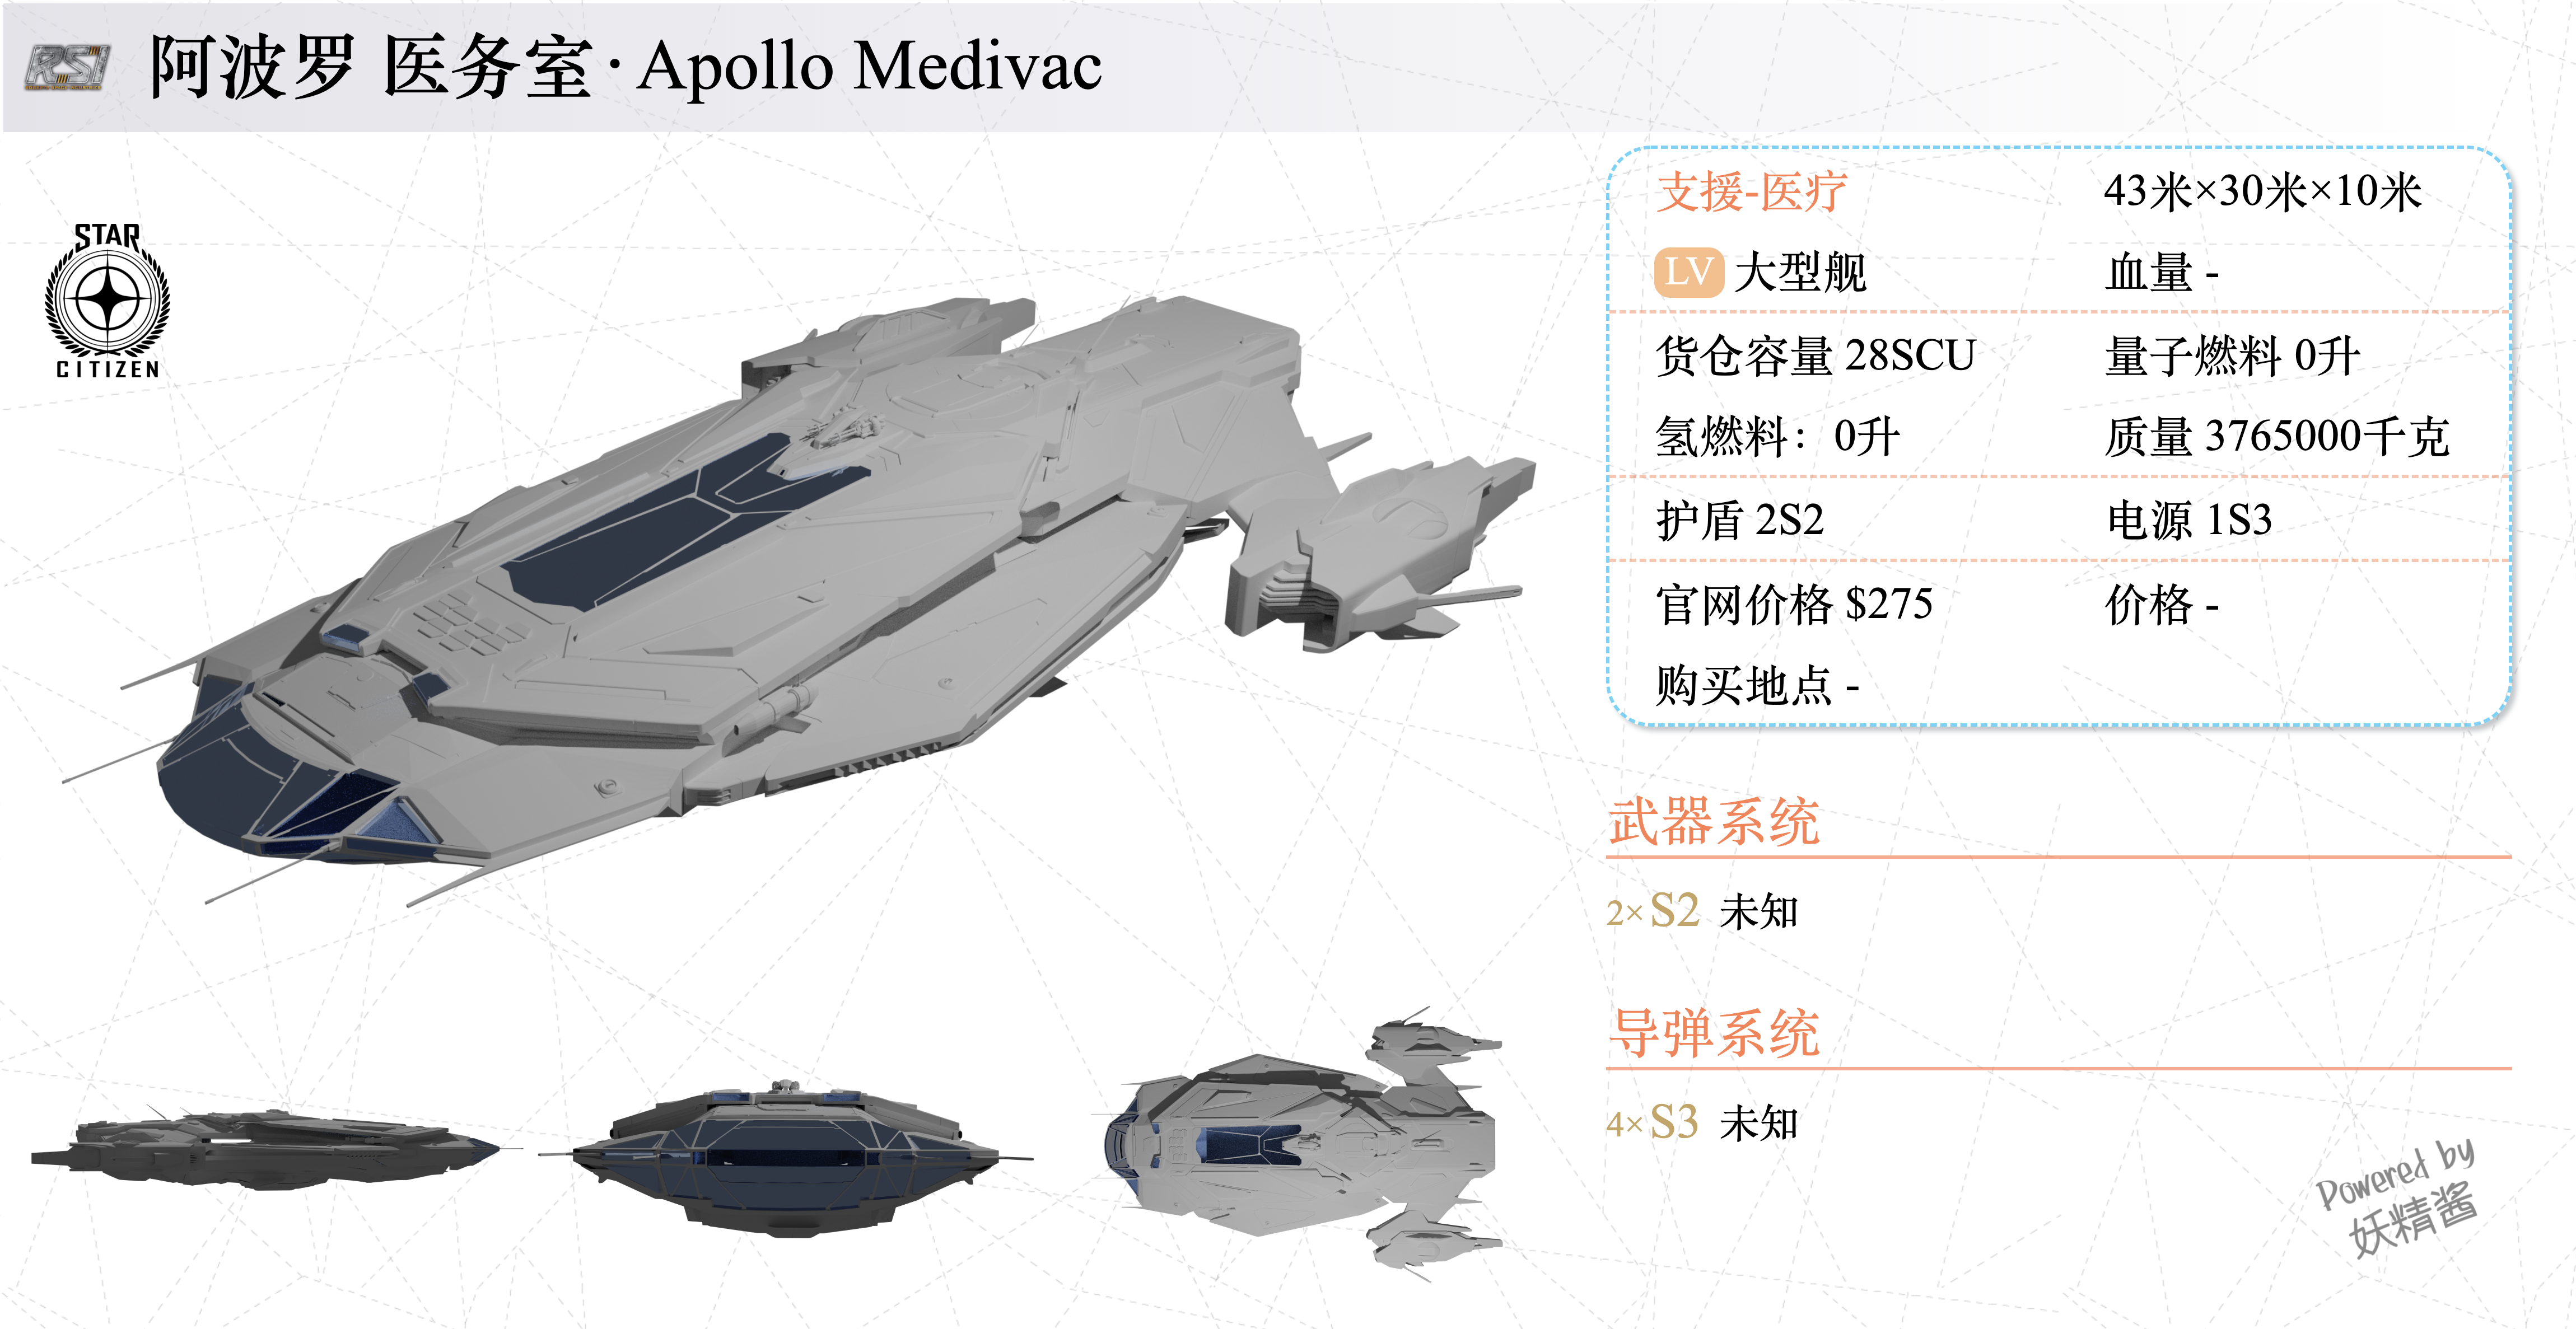 RSI
阿波罗 医务室·Apollo Medivac
STAR
CITIZEN
支援-医疗 43米×30米×10米
LV 大型舰 血量 -
货仓容量 28SCU 量子燃料 0升
氢燃料：0升 质量 3765000千克
护盾 2S2 电源 1S3
官网价格 $275 价格 -
购买地点 -
武器系统
2× S2 未知
导弹系统
4× S3 未知
Powered by
妖精酱